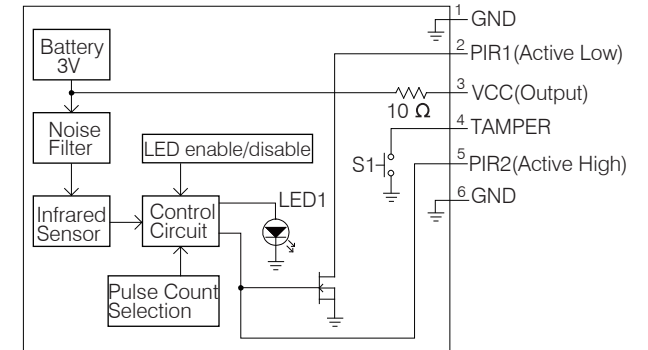 Battery
3V
Noise
Filter
Infrared
Sensor
LED enable/disable
Control
Circuit
Pulse Count
Selection
LED1
10 Ω
S1
1 GND
2 PIR1(Active Low)
3 VCC(Output)
4 TAMPER
5 PIR2(Active High)
6 GND